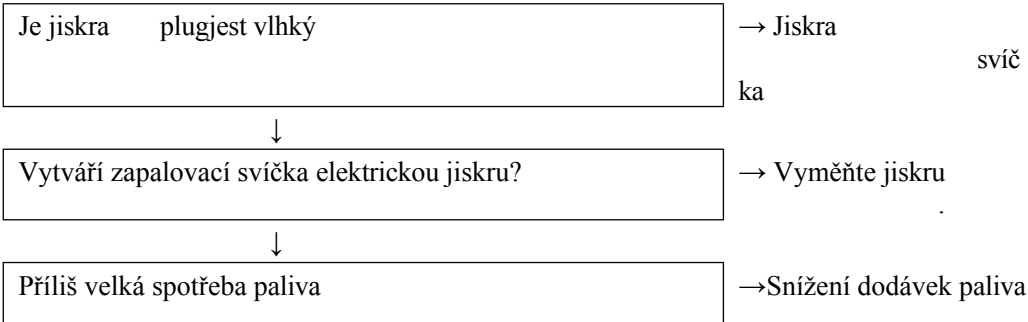 Je jiskra plugjest vlhký → Jiskra
svíč
ka
↓
Vytváří zapalovací svíčka elektrickou jiskru? → Vyměňte jiskru
.
↓
Příliš velká spotřeba paliva →Snížení dodávek paliva